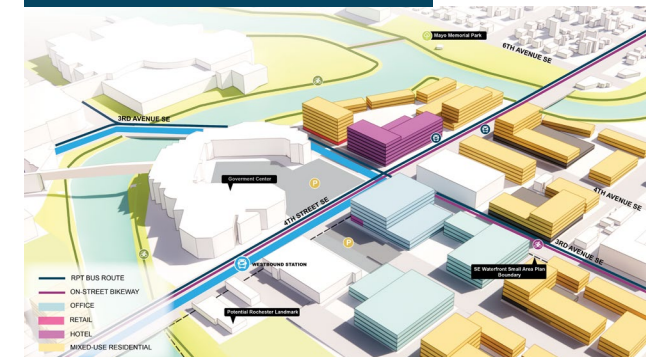 Mayo Memorial Park
6TH AVENUE SE
3RD AVENUE SE
Goverment Center
P
4TH STREET SE
4TH AVENUE SE
P
3RD AVENUE SE
WESTBOUND STATION
SE Waterfront Small Area Plan
Boundary
Potential Rochester Landmark
RPT BUS ROUTE
ON-STREET BIKEWAY
OFFICE
RETAIL
HOTEL
MIXED-USE RESIDENTIAL